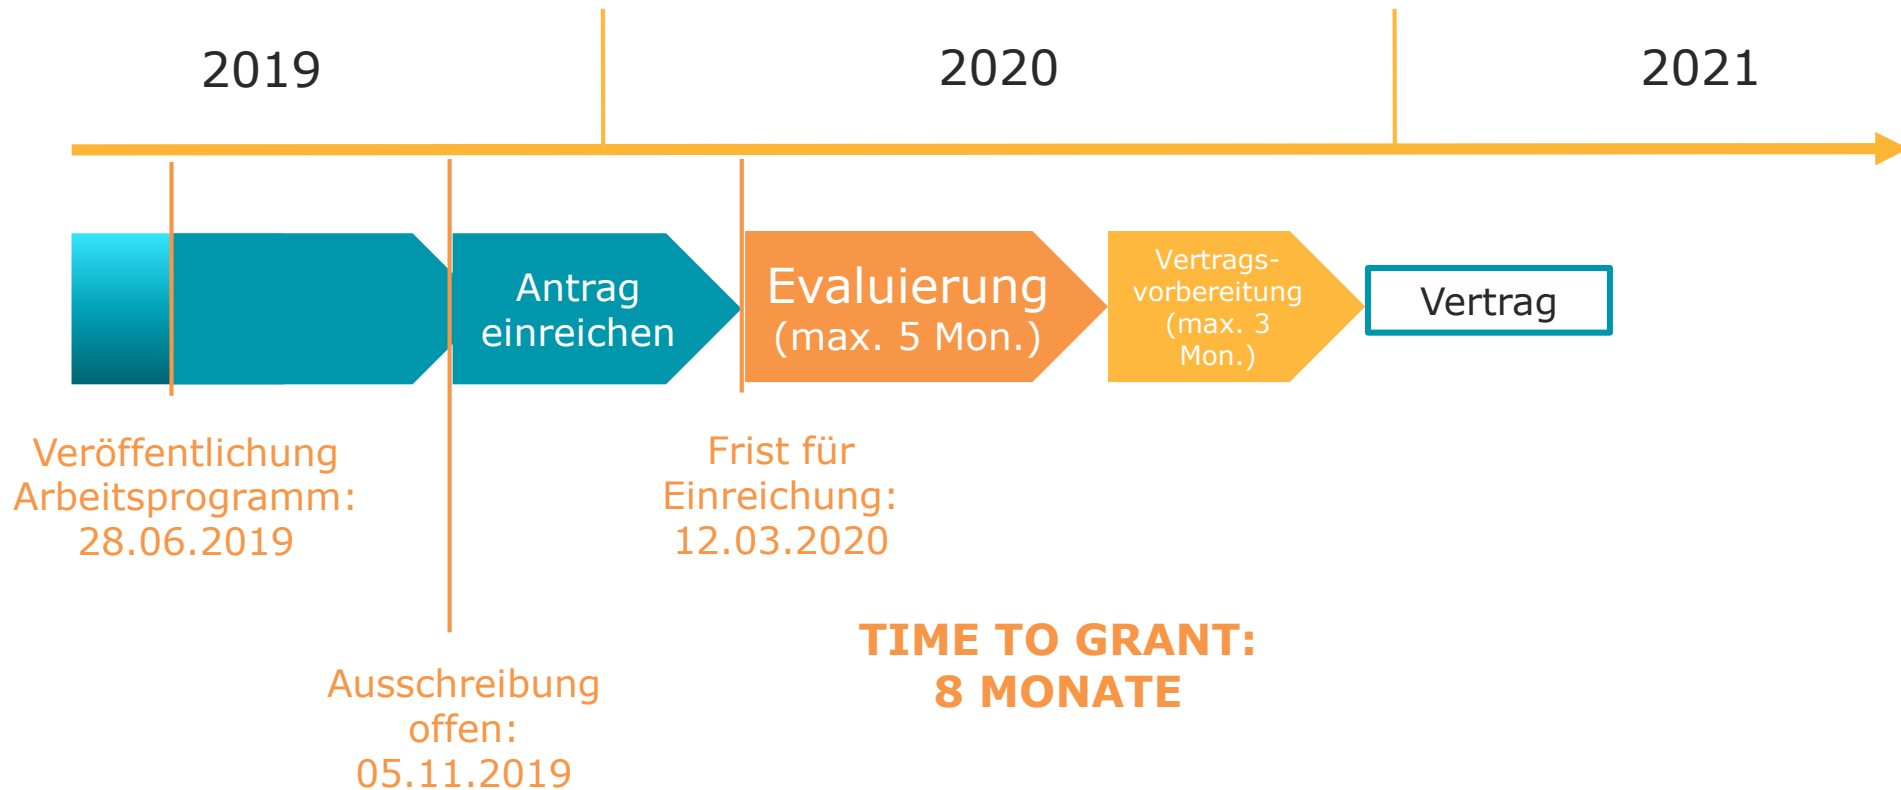 2019
2020
2021
Antrag
einreichen
Evaluierung
(max. 5 Mon.)
Vertrags-
vorbereitung
(max. 3
Mon.)
Vertrag
Veröffentlichung
Arbeitsprogramm:
28.06.2019
Frist für
Einreichung:
12.03.2020
Ausschreibung
offen:
05.11.2019
TIME TO GRANT:
8 MONATE